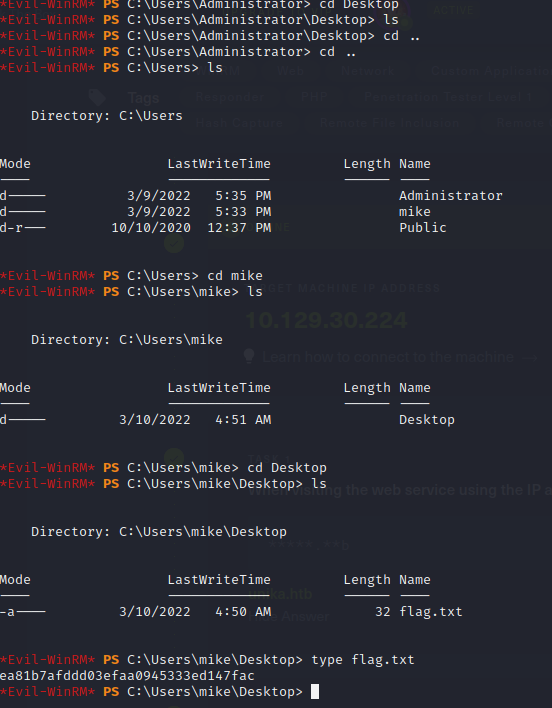 *Evil-WinRM* PS C:\Users\Administrator> cd Desktop
*Evil-WinRM* PS C:\Users\Administrator\Desktop> ls
*Evil-WinRM* PS C:\Users\Administrator\Desktop> cd ..
*Evil-WinRM* PS C:\Users\Administrator> cd ..
*Evil-WinRM* PS C:\Users> ls
Tags
Directory: C:\Users
Mode LastWriteTime Length Name
---- ------------- ------ ----
d----- 3/9/2022 5:35 PM Administrator
d----- 3/9/2022 5:33 PM mike
d-r--- 10/10/2020 12:37 PM Public
*Evil-WinRM* PS C:\Users> cd mike
*Evil-WinRM* PS C:\Users\mike> ls
10.129.30.224
Directory: C:\Users\mike
Learn how to connect to the machine
Mode LastWriteTime Length Name
---- ------------- ------ ----
d----- 3/10/2022 4:51 AM Desktop
*Evil-WinRM* PS C:\Users\mike> cd Desktop
*Evil-WinRM* PS C:\Users\mike\Desktop> ls
When visiting the web service using the IP a
Directory: C:\Users\mike\Desktop
Mode LastWriteTime Length Name
---- ------------- ------ ----
-a---- 3/10/2022 4:50 AM 32 flag.txt
*Evil-WinRM* PS C:\Users\mike\Desktop> type flag.txt
ea81b7afddd03efaa0945333ed147fac
*Evil-WinRM* PS C:\Users\mike\Desktop>